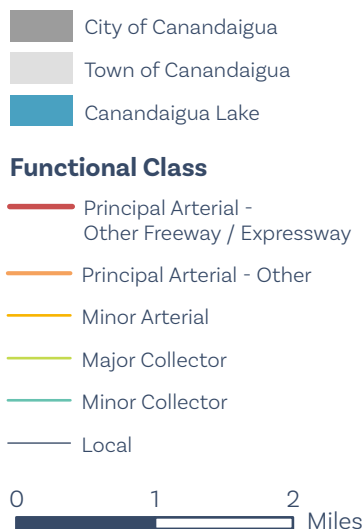 City of Canandaigua
Town of Canandaigua
Canandaigua Lake
Functional Class
Principal Arterial -
Other Freeway / Expressway
Principal Arterial - Other
Minor Arterial
Major Collector
Minor Collector
Local
0 1 2
Miles